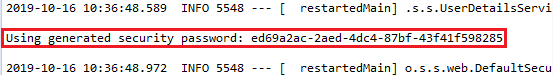 2019-10-16 10:36:48.589  INFO 5548 --- [  restartedMain] .s.s.UserDetailsServi
Using generated security password: ed69a2ac-2aed-4dc4-87bf-43f41f598285
2019-10-16 10:36:48.972  INFO 5548 --- [  restartedMain] o.s.s.web.DefaultSecu